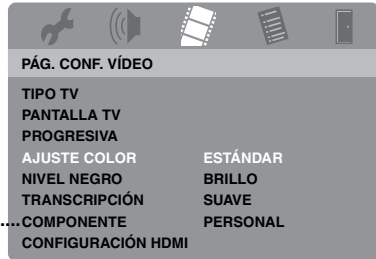 PÁG. CONF. VÍDEO
TIPO TV
PANTALLA TV
PROGRESIVA
AJUSTE COLOR ESTÁNDAR
NIVEL NEGRO BRILLO
TRANSCRIPCIÓN SUAVE
....COMPONENTE PERSONAL
CONFIGURACIÓN HDMI